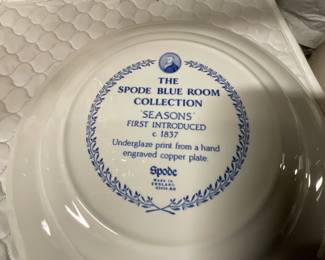 THE
SPODE BLUE ROOM
COLLECTION
'SEASONS'
FIRST INTRODUCED
c 1837
Underglaze print from a hand
engraved copper plate
Spode
MADE IN
ENGLAND